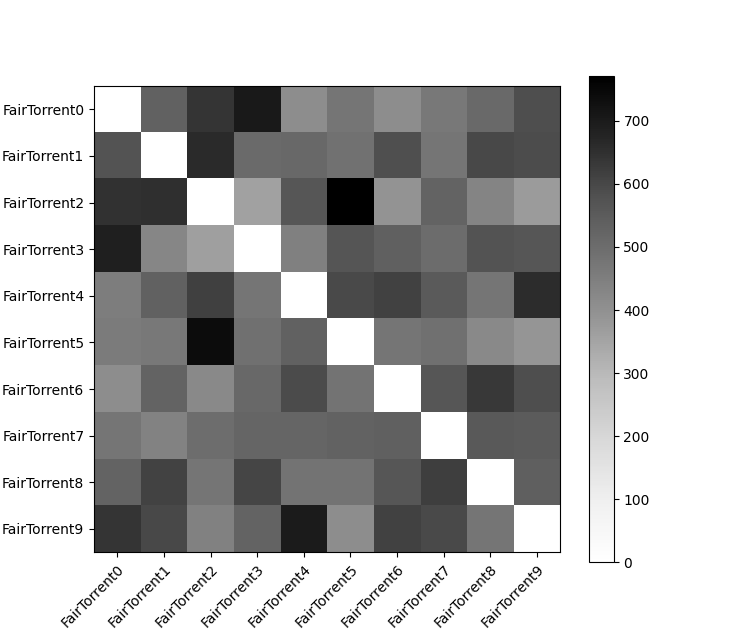 FairTorrent0
FairTorrent1
FairTorrent2
FairTorrent3
FairTorrent4
FairTorrent5
FairTorrent6
FairTorrent7
FairTorrent8
FairTorrent9
FairTorrent0
FairTorrent1
FairTorrent2
FairTorrent3
FairTorrent4
FairTorrent5
FairTorrent6
FairTorrent7
FairTorrent8
FairTorrent9
700
600
500
400
300
200
100
0